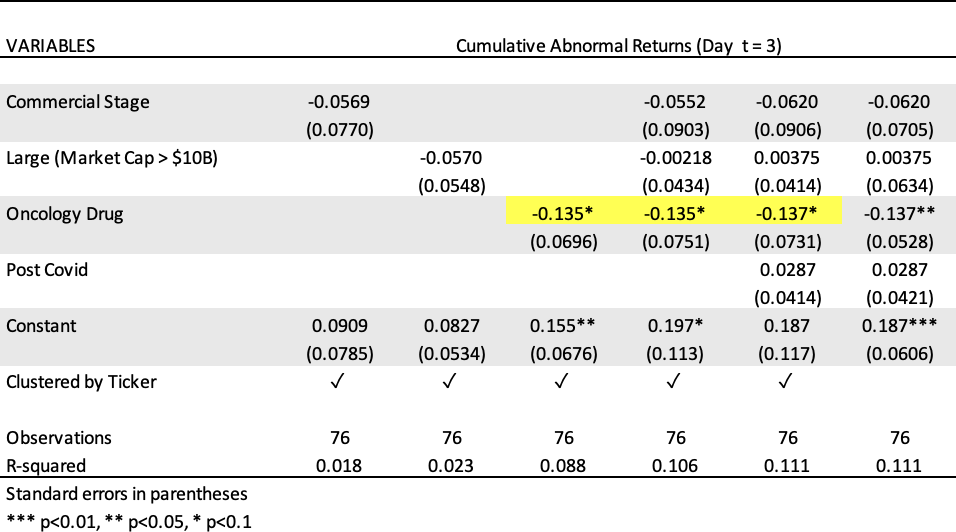 VARIABLES Cumulative Abnormal Returns (Day t = 3)
Commercial Stage -0.0569 -0.0552 -0.0620 -0.0620
(0.0770) (0.0903) (0.0906) (0.0705)
Large (Market Cap > $10B) -0.0570 -0.00218 0.00375 0.00375
(0.0548) (0.0434) (0.0414) (0.0634)
Oncology Drug -0.135* -0.135* -0.137* -0.137**
(0.0696) (0.0751) (0.0731) (0.0528)
Post Covid 0.0287 0.0287
(0.0414) (0.0421)
Constant 0.0909 0.0827 0.155** 0.197* 0.187 0.187***
(0.0785) (0.0534) (0.0676) (0.113) (0.117) (0.0606)
Clustered by Ticker ✓ ✓ ✓ ✓ ✓
Observations 76 76 76 76 76 76
R-squared 0.018 0.023 0.088 0.106 0.111 0.111
Standard errors in parentheses
*** p<0.01, ** p<0.05, * p<0.1